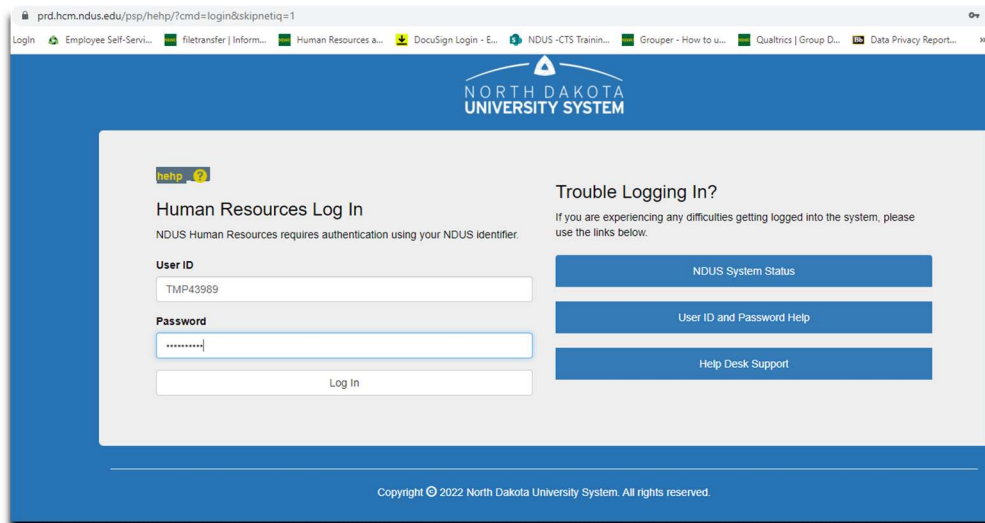 prd.hcm.ndus.edu/psp/hehp/?cmd=login&skipnetiq=1
LogIn Employee Self-Servi... filetransfer | Inform... Human Resources a... DocuSign Login - E... NDUS -CTS Trainin... Grouper - How to u... Qualtrics | Group D... Bb Data Privacy Report... »
NORTH DAKOTA
UNIVERSITY SYSTEM
hehp ?
Human Resources Log In
NDUS Human Resources requires authentication using your NDUS identifier.
User ID
TMP43989
Password
••••••••••
Log In
Trouble Logging In?
If you are experiencing any difficulties getting logged into the system, please
use the links below.
NDUS System Status
User ID and Password Help
Help Desk Support
Copyright © 2022 North Dakota University System. All rights reserved.